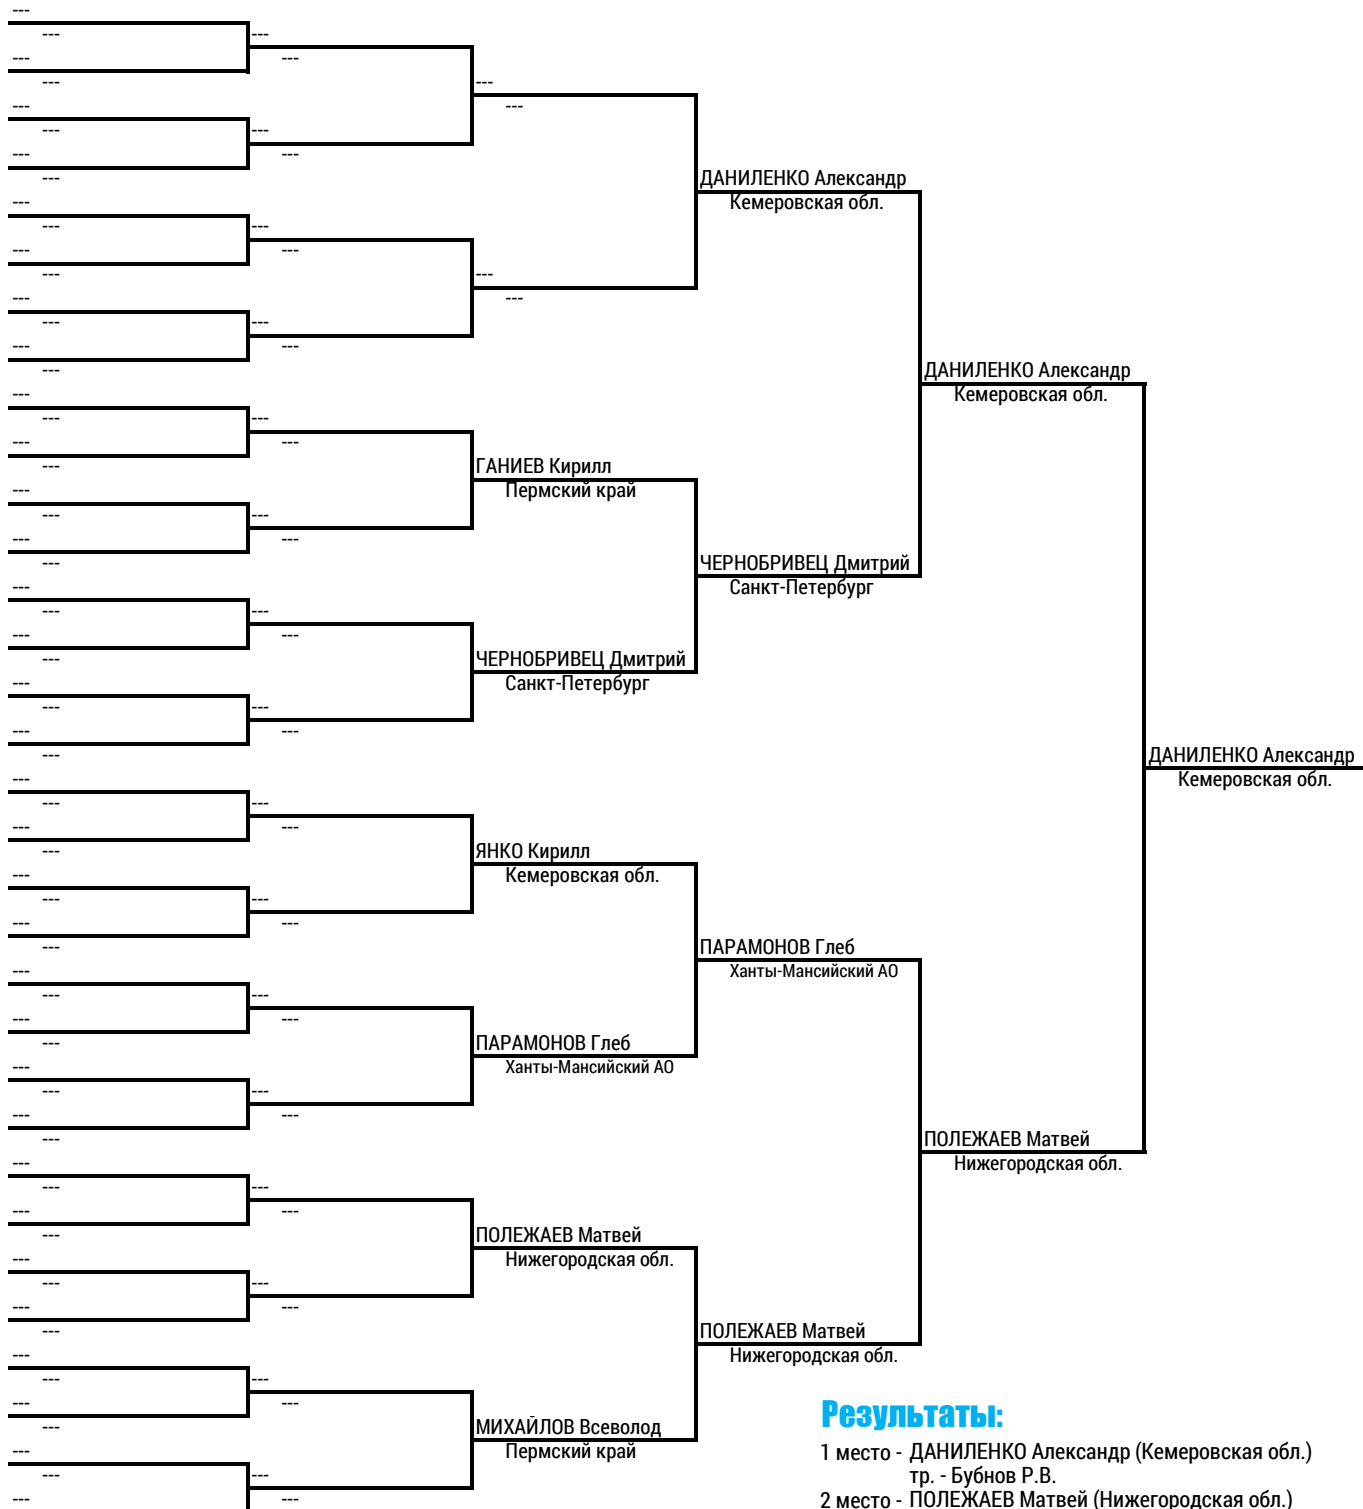 ДАНИЛЕНКО Александр
Кемеровская обл.
ДАНИЛЕНКО Александр
Кемеровская обл.
ГАНИЕВ Кирилл
Пермский край
ЧЕРНОБРИВЕЦ Дмитрий
Санкт-Петербург
ЧЕРНОБРИВЕЦ Дмитрий
Санкт-Петербург
ДАНИЛЕНКО Александр
Кемеровская обл.
ЯНКО Кирилл
Кемеровская обл.
ПАРАМОНОВ Глеб
Ханты-Мансийский АО
ПАРАМОНОВ Глеб
Ханты-Мансийский АО
ПОЛЕЖАЕВ Матвей
Нижегородская обл.
ПОЛЕЖАЕВ Матвей
Нижегородская обл.
ПОЛЕЖАЕВ Матвей
Нижегородская обл.
МИХАЙЛОВ Всеволод
Пермский край
Результаты:
1 место - ДАНИЛЕНКО Александр (Кемеровская обл.)
тр. - Бубнов Р.В.
2 место - ПОЛЕЖАЕВ Матвей (Нижегородская обл.)